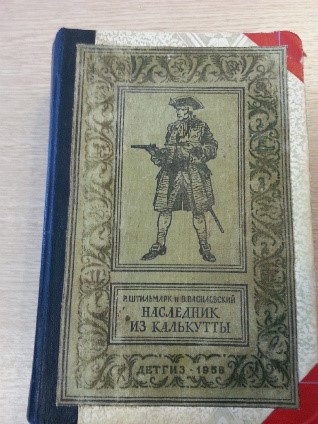 Р. ШТИЛЬМАРК и В. ВАСИЛЕВСКИЙ
НАСЛЕДНИК
ИЗ КАЛЬКУТТЫ
ДЕТГИЗ · 1958